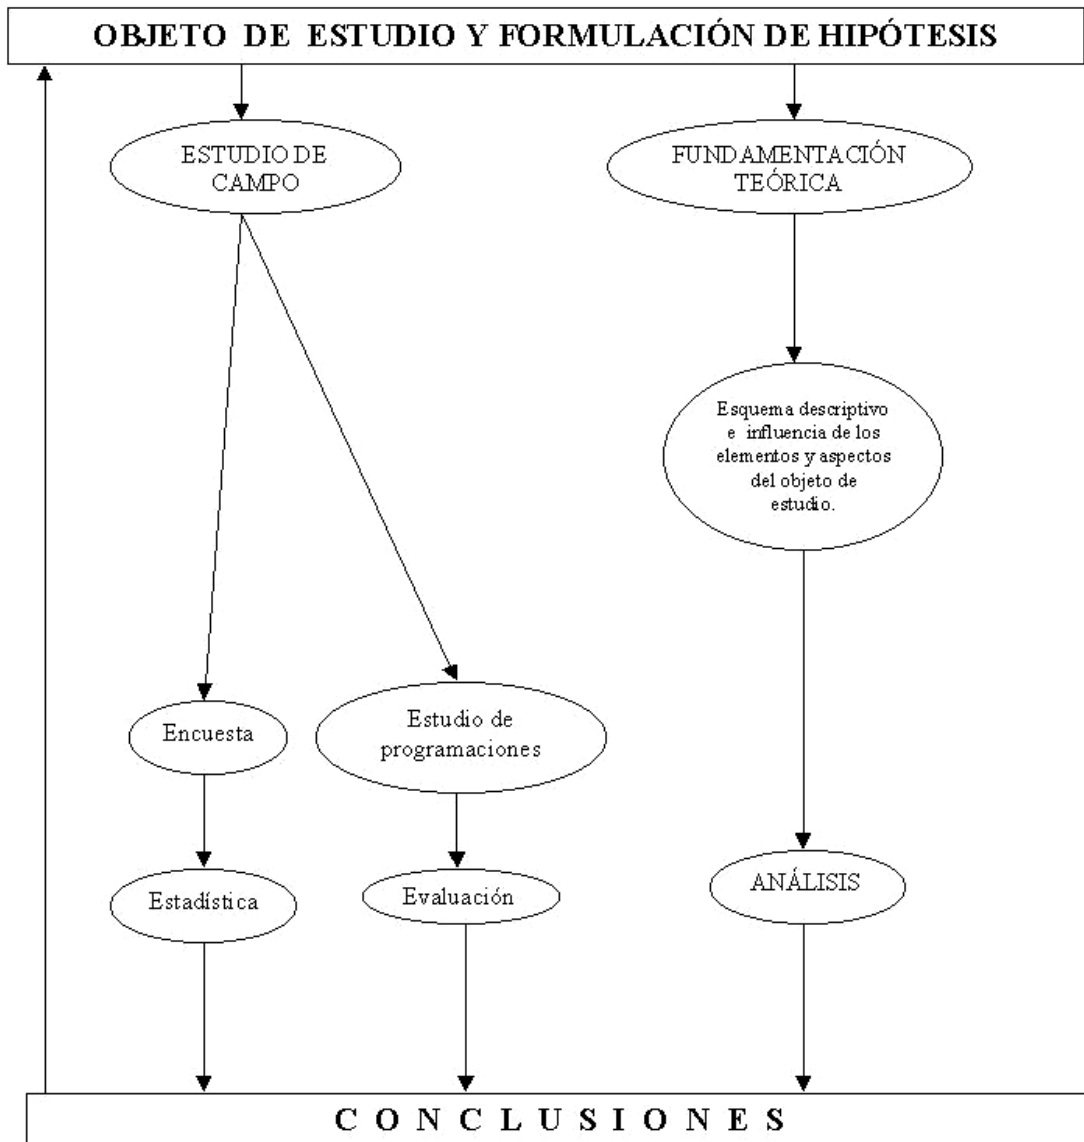 OBJETO DE ESTUDIO Y FORMULACIÓN DE HIPÓTESIS
ESTUDIO DE
CAMPO
FUNDAMENTACIÓN
TEÓRICA
Esquema descriptivo
e influencia de los
elementos y aspectos
del objeto de
estudio.
Encuesta
Estudio de
programaciones
Estadística
Evaluación
ANÁLISIS
CONCLUSIONES